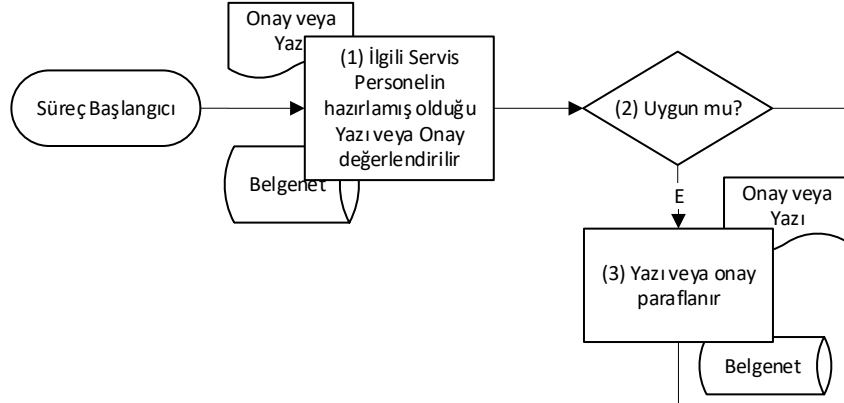 Onay veya
Yazı
Süreç Başlangıcı
(1) İlgili Servis
Personelin
hazırlamış olduğu
Yazı veya Onay
değerlendirilir
Belgenet
(2) Uygun mu?
E
Onay veya
Yazı
(3) Yazı veya onay
paraflanır
Belgenet